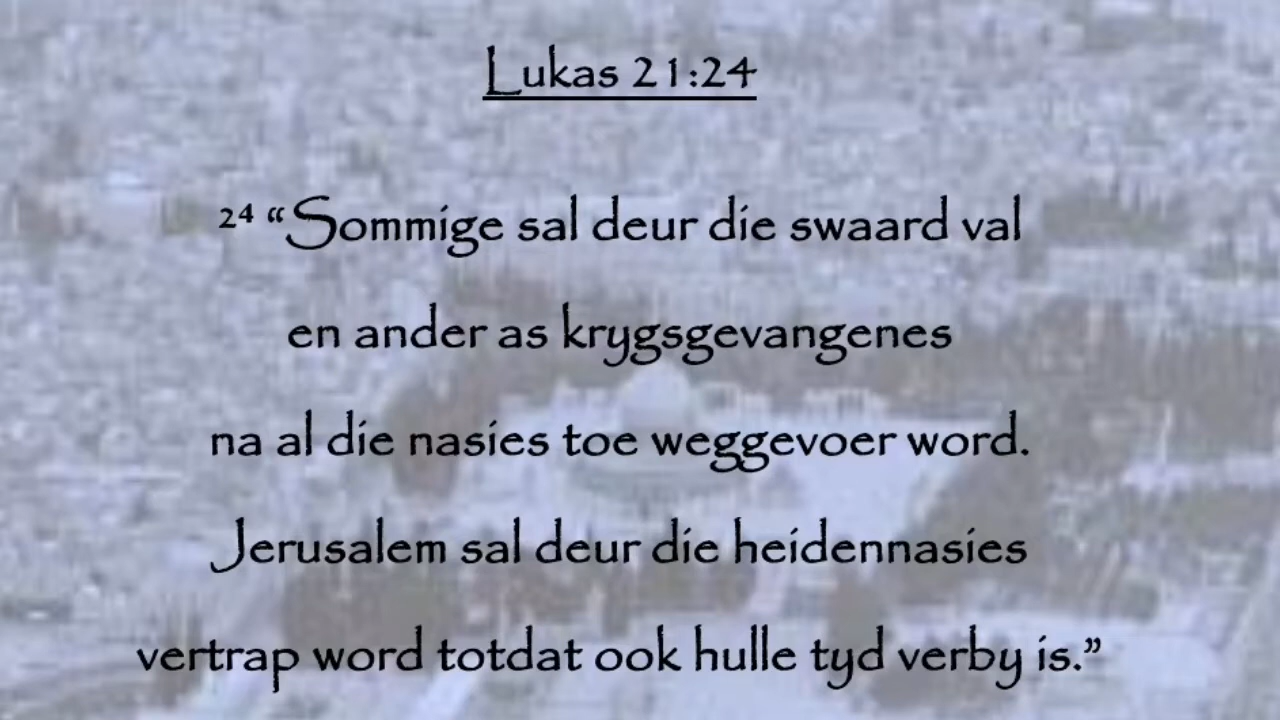 Lukas 21:24
²⁴ “Sommige sal deur die swaard val
en ander as krygsgevangenes
na al die nasies toe weggevoer word.
Jerusalem sal deur die heidennasies
vertrap word totdat ook hulle tyd verby is.”